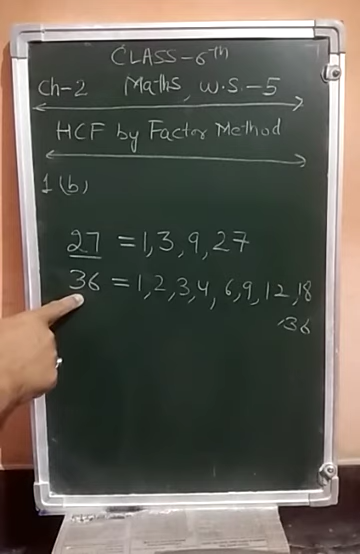 CLASS-6th
Ch-2 Maths, W.S.-5
HCF by Factor Method
1(b)
27 = 1,3,9,27
36 = 1,2,3,4,6,9,12,18
,36